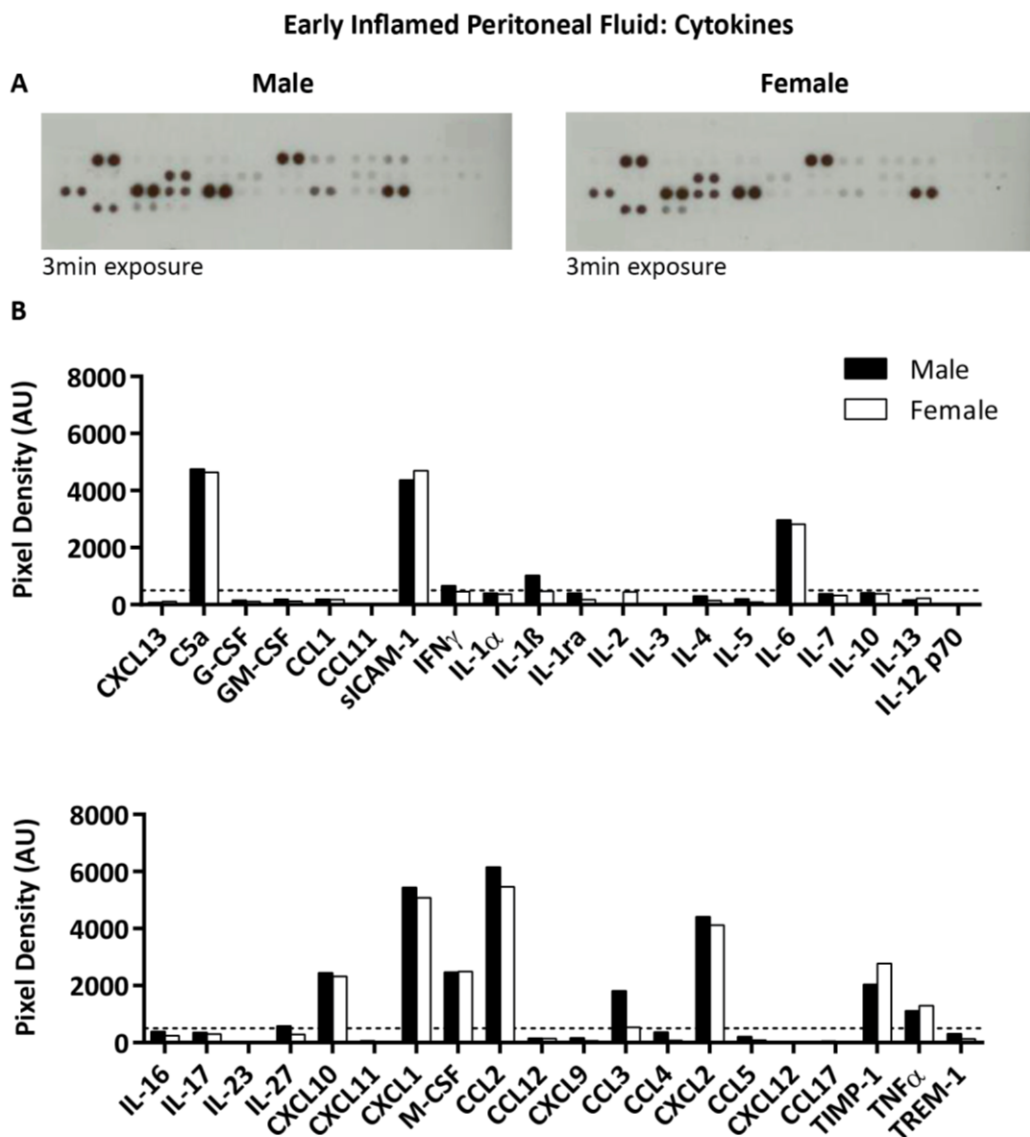 Early Inflamed Peritoneal Fluid: Cytokines
A
Male
Female
3min exposure
3min exposure
B
Male
Female
Pixel Density (AU)
8000
6000
4000
2000
0
CXCL13
C5a
G-CSF
GM-CSF
CCL1
CCL11
sICAM-1
IFNγ
IL-1α
IL-1ß
IL-1ra
IL-2
IL-3
IL-4
IL-5
IL-6
IL-7
IL-10
IL-13
IL-12 p70
Pixel Density (AU)
8000
6000
4000
2000
0
IL-16
IL-17
IL-23
IL-27
CXCL10
CXCL11
CXCL1
M-CSF
CCL2
CCL12
CXCL9
CCL3
CCL4
CXCL2
CCL5
CXCL12
CCL17
TIMP-1
TNFα
TREM-1